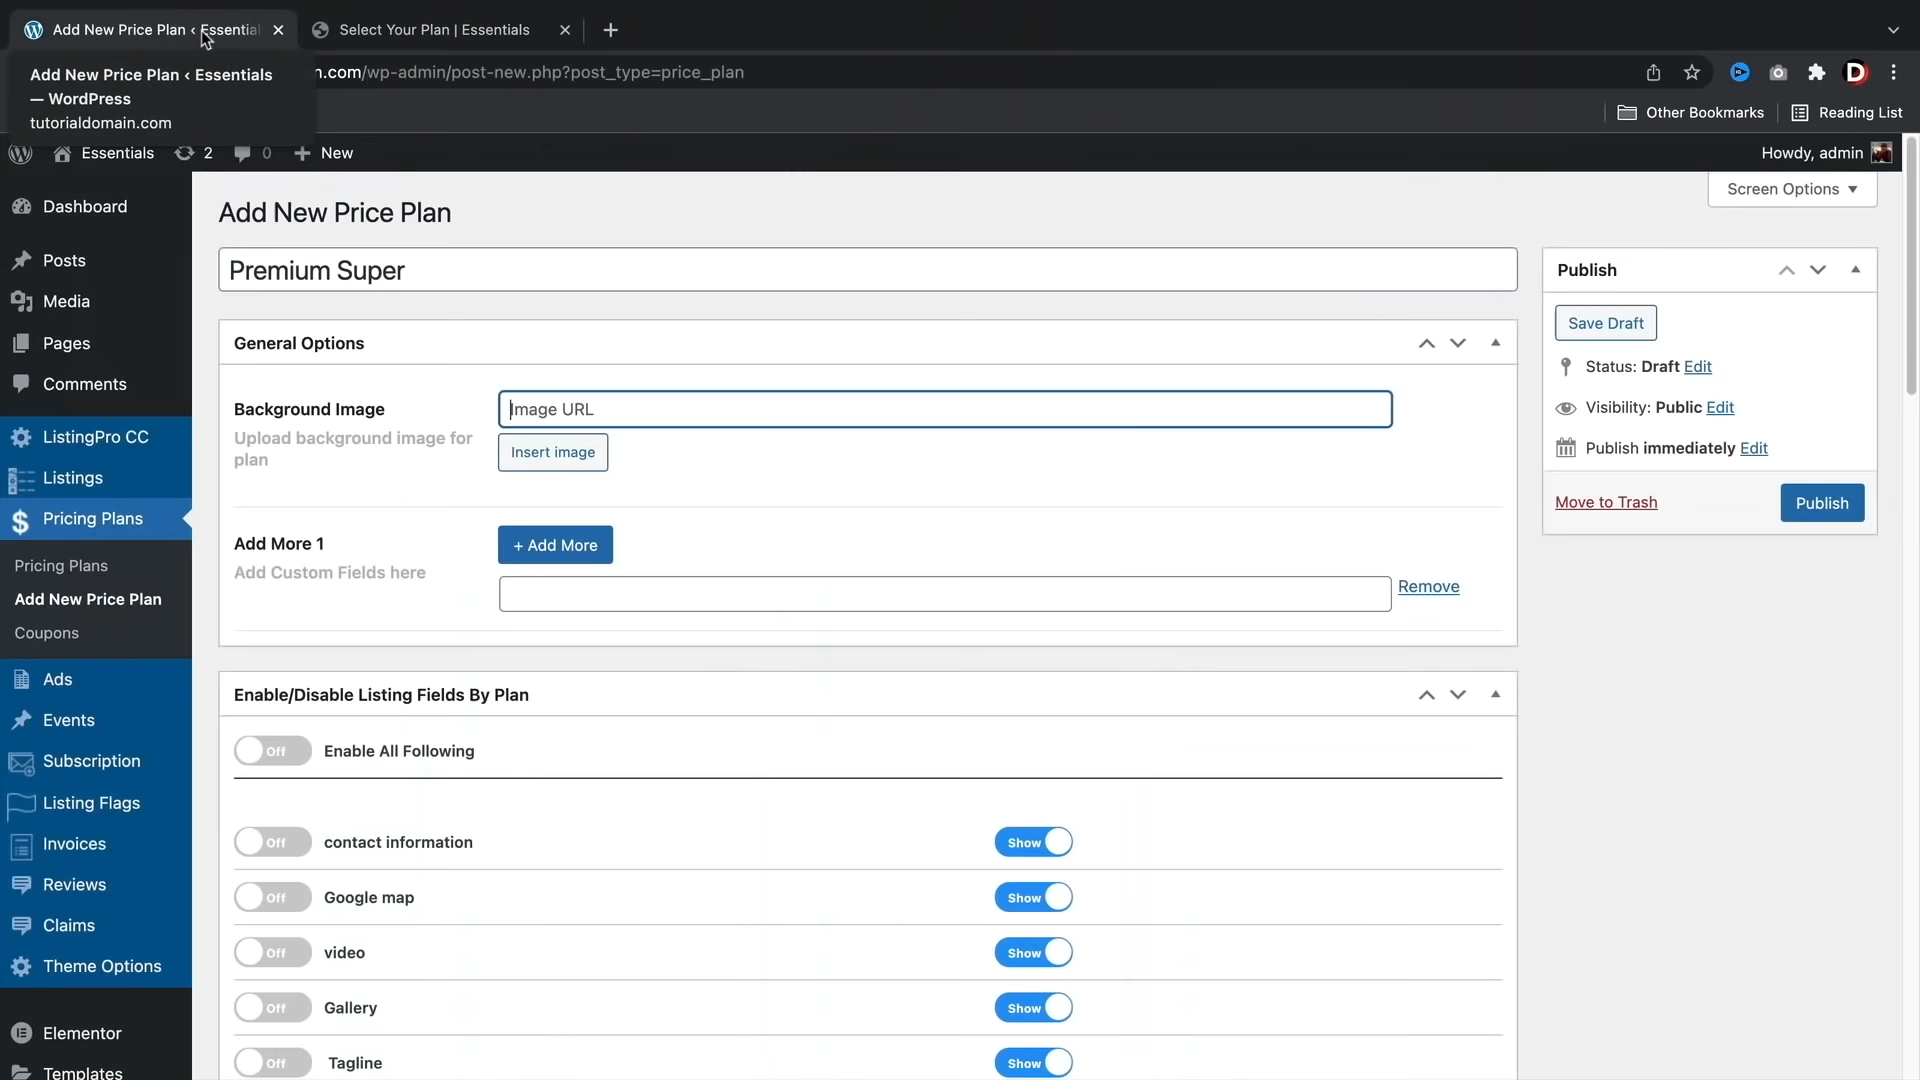 Add New Price Plan ‹ Essential
Select Your Plan | Essentials
Add New Price Plan ‹ Essentials
— WordPress
tutorialdomain.com
n.com/wp-admin/post-new.php?post_type=price_plan
Other Bookmarks
Reading List
Essentials
2
0
New
Howdy, admin
Screen Options
Dashboard
Posts
Media
Pages
Comments
ListingPro CC
Listings
Pricing Plans
Pricing Plans
Add New Price Plan
Coupons
Ads
Events
Subscription
Listing Flags
Invoices
Reviews
Claims
Theme Options
Elementor
Templates
Add New Price Plan
Premium Super
General Options
Background Image
Upload background image for
plan
Image URL
Insert image
Add More 1
Add Custom Fields here
+ Add More
Remove
Enable/Disable Listing Fields By Plan
Off Enable All Following
Off contact information Show
Off Google map Show
Off video Show
Off Gallery Show
Off Tagline Show
Publish
Save Draft
Status: Draft Edit
Visibility: Public Edit
Publish immediately Edit
Move to Trash
Publish